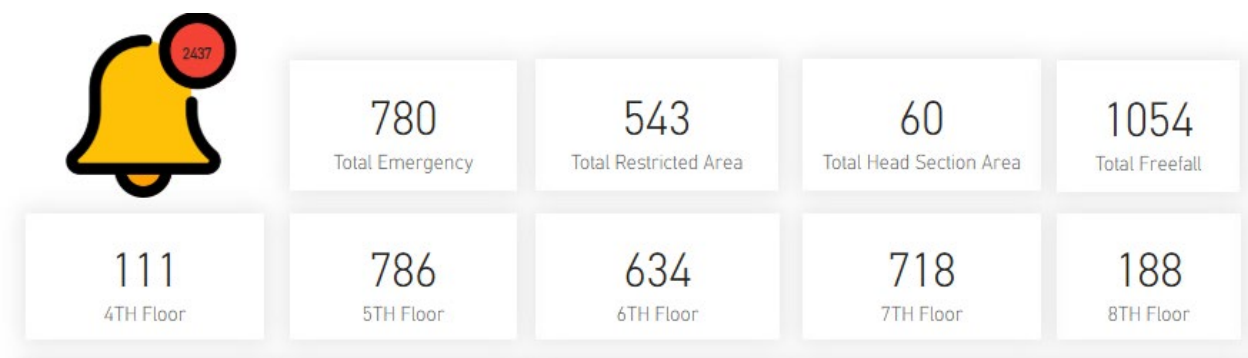 2437
780
Total Emergency
543
Total Restricted Area
60
Total Head Section Area
1054
Total Freefall
111
4TH Floor
786
5TH Floor
634
6TH Floor
718
7TH Floor
188
8TH Floor